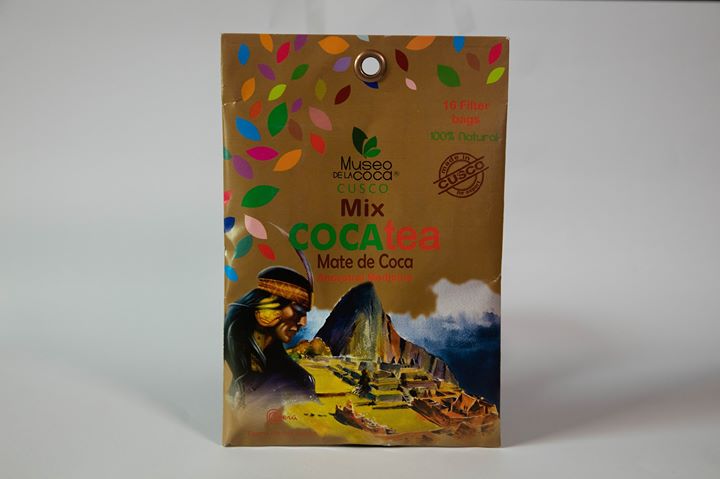 16 Filter
bags
100% Natural
Museo
DE LA COCA®
CUSCO
made in
CUSCO
Mix
COCAtea
Mate de Coca
Ancestral Medicine